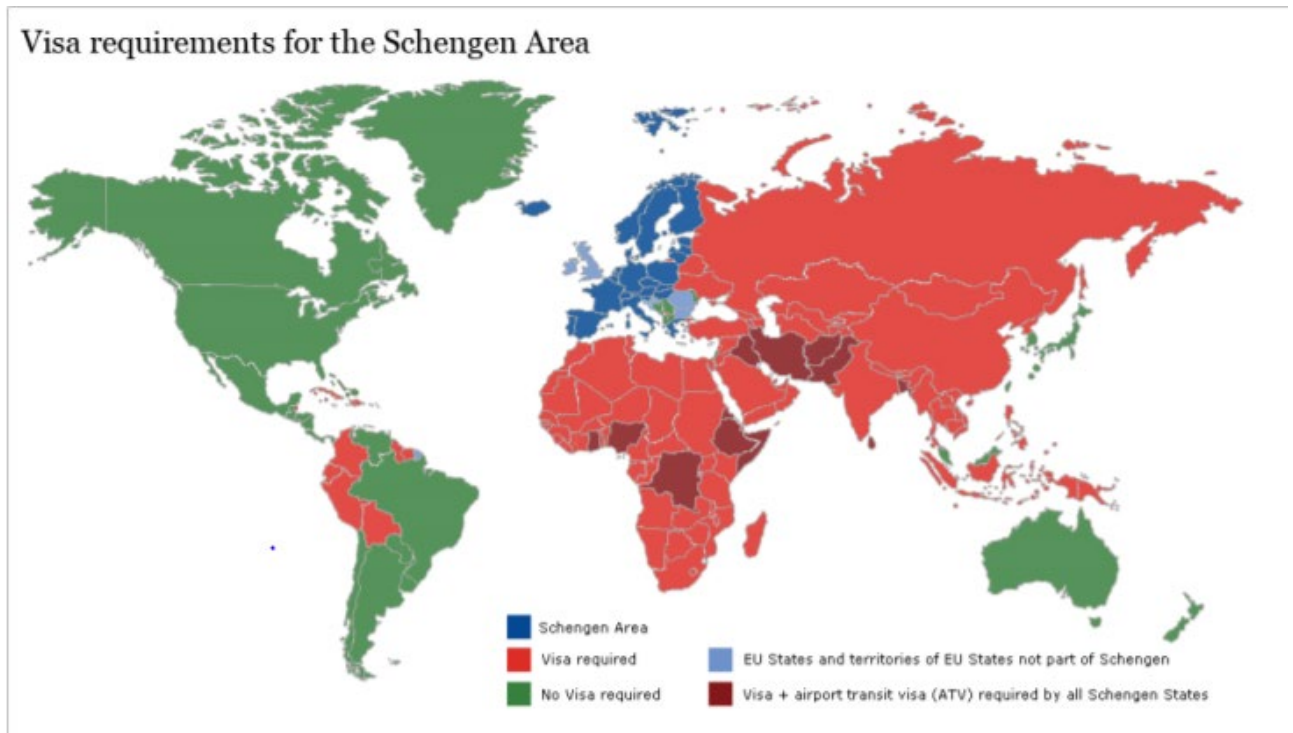 Visa requirements for the Schengen Area
Schengen Area
Visa required
No Visa required
EU States and territories of EU States not part of Schengen
Visa + airport transit visa (ATV) required by all Schengen States